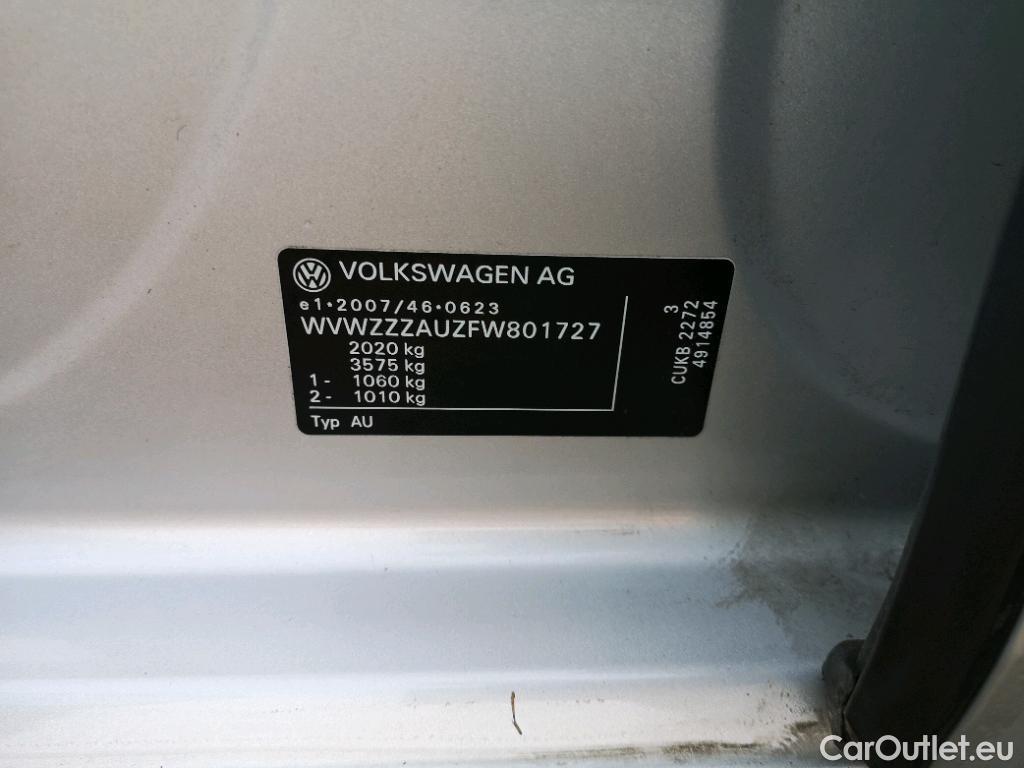 VOLKSWAGEN AG
e1*2007/46*0623
WVWZZZAUZFW801727
2020 kg
3575 kg
1- 1060 kg
2- 1010 kg
Typ AU
3
CUKB 2272
4914854
CarOutlet.eu